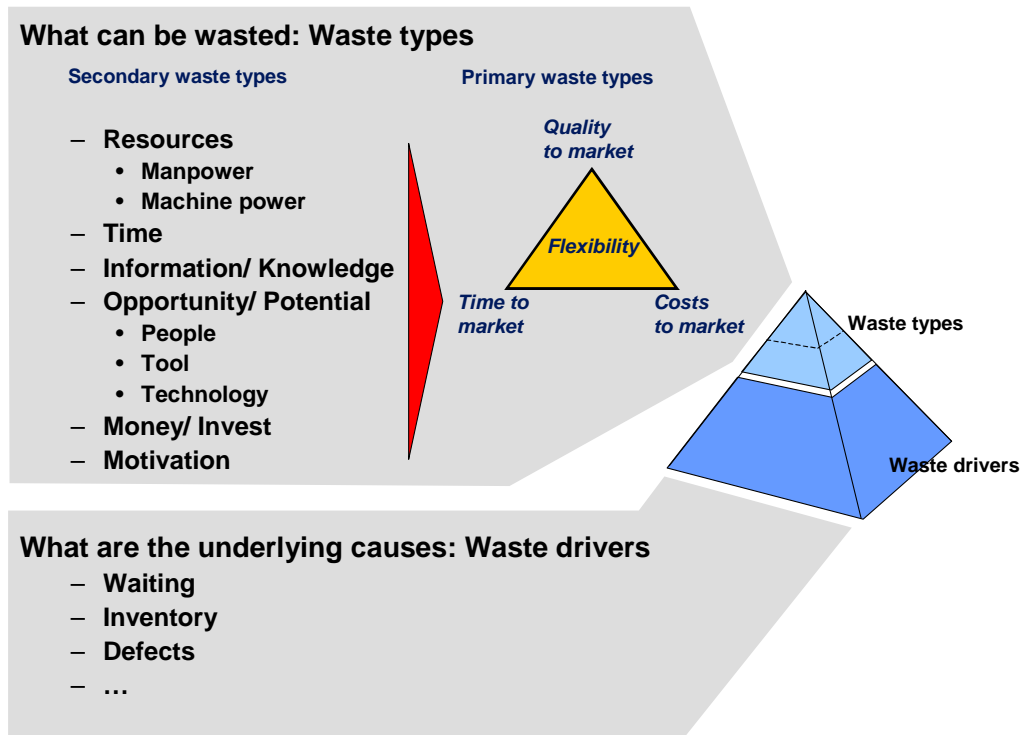 What can be wasted: Waste types
Secondary waste types
– Resources
• Manpower
• Machine power
– Time
– Information/ Knowledge
– Opportunity/ Potential
• People
• Tool
• Technology
– Money/ Invest
– Motivation
Primary waste types
Quality
to market
Flexibility
Time to
market
Costs
to market
Waste types
Waste drivers
What are the underlying causes: Waste drivers
– Waiting
– Inventory
– Defects
– …